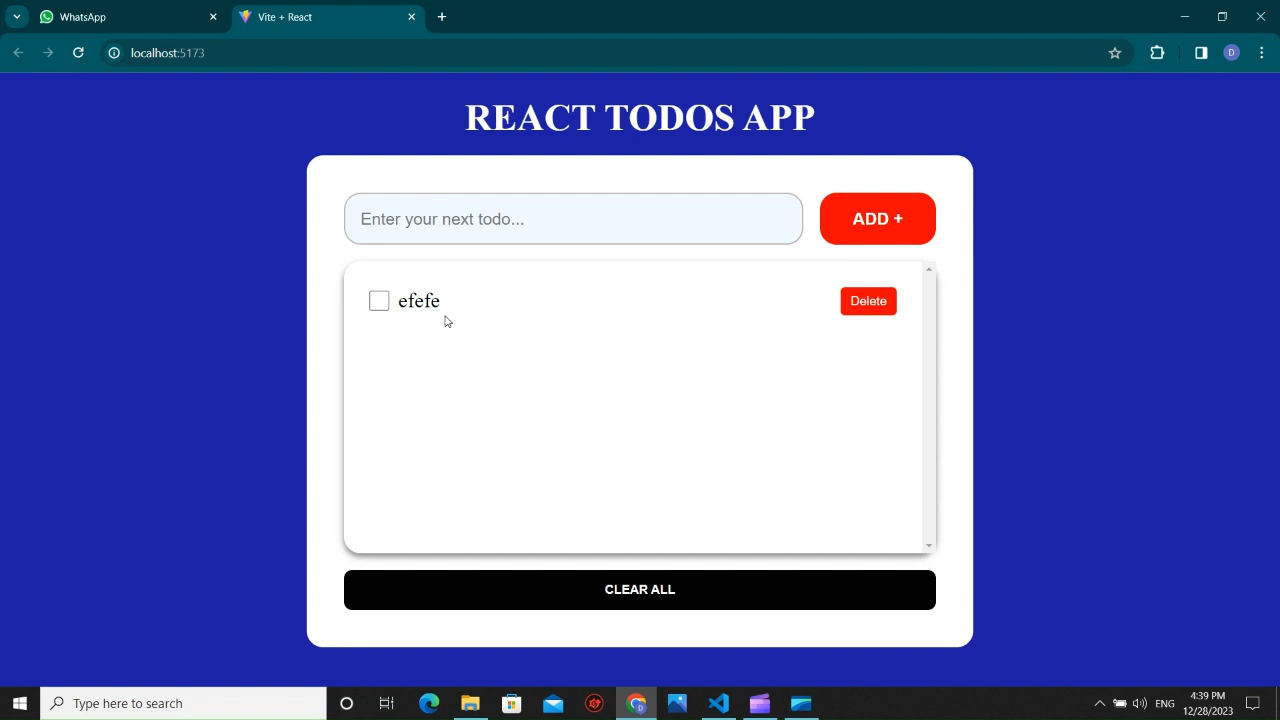 WhatsApp
Vite + React
localhost:5173
D
REACT TODOS APP
Enter your next todo...
ADD +
efefe
Delete
CLEAR ALL
Type here to search
D
ENG
4:39 PM
12/28/2023